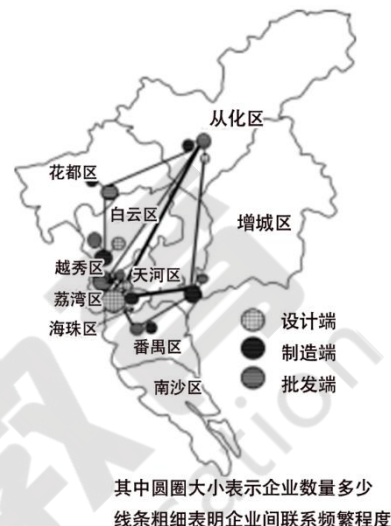 从化区
花都区
白云区
增城区
越秀区
天河区
荔湾区
海珠区
番禺区
南沙区
设计端
制造端
批发端
其中圆圈大小表示企业数量多少
线条粗细表明企业间联系频繁程度